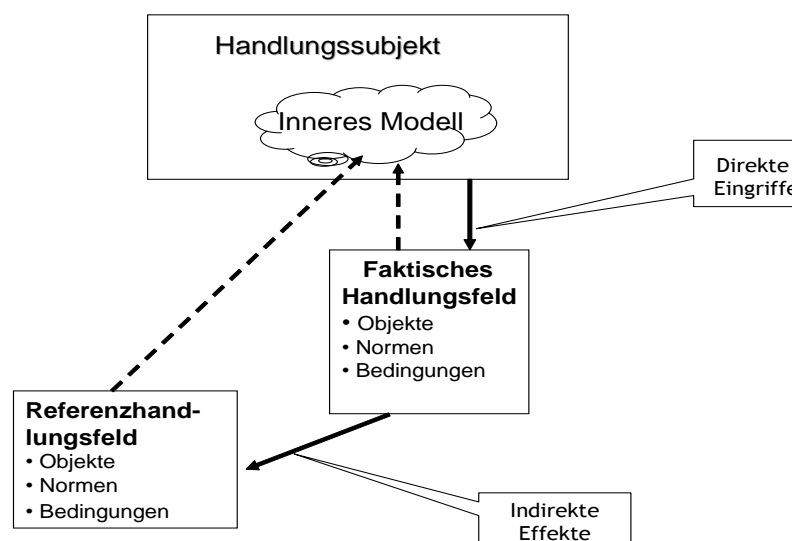 Handlungssubjekt
Inneres Modell
Direkte
Eingriffe
Faktisches
Handlungsfeld
• Objekte
• Normen
• Bedingungen
Referenzhand-
lungsfeld
• Objekte
• Normen
• Bedingungen
Indirekte
Effekte